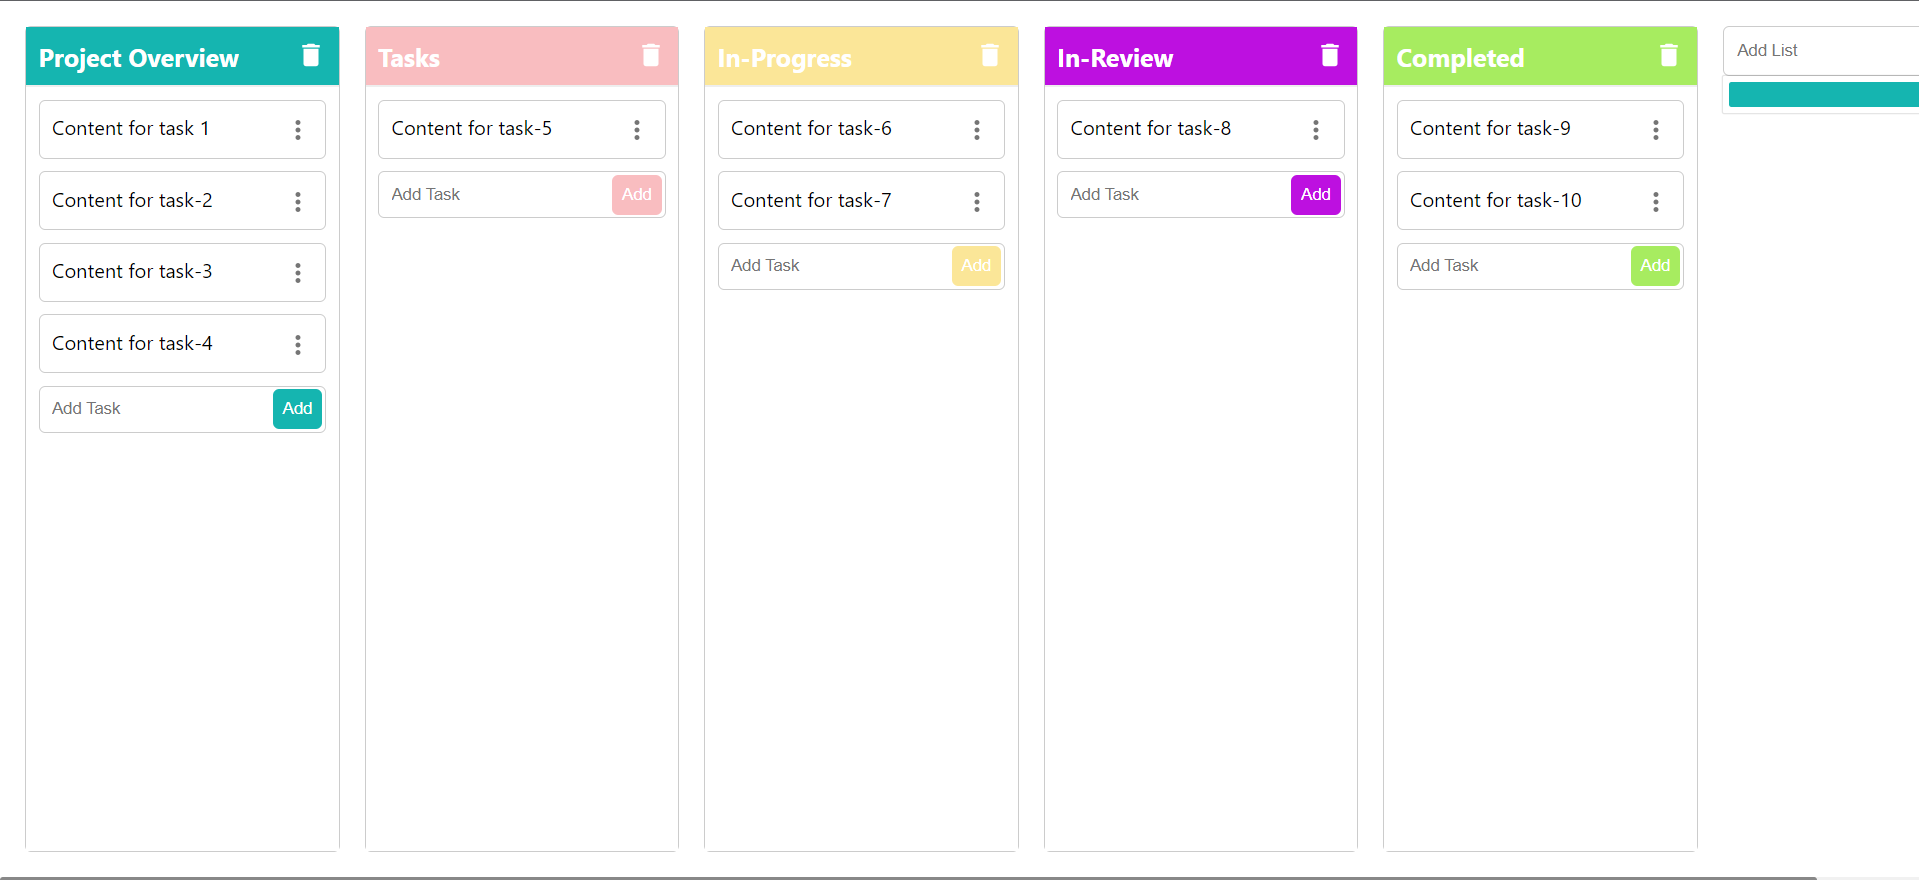 Project Overview
Content for task 1
Content for task-2
Content for task-3
Content for task-4
Add Task
Add
Tasks
Content for task-5
Add Task
Add
In-Progress
Content for task-6
Content for task-7
Add Task
Add
In-Review
Content for task-8
Add Task
Add
Completed
Content for task-9
Content for task-10
Add Task
Add
Add List